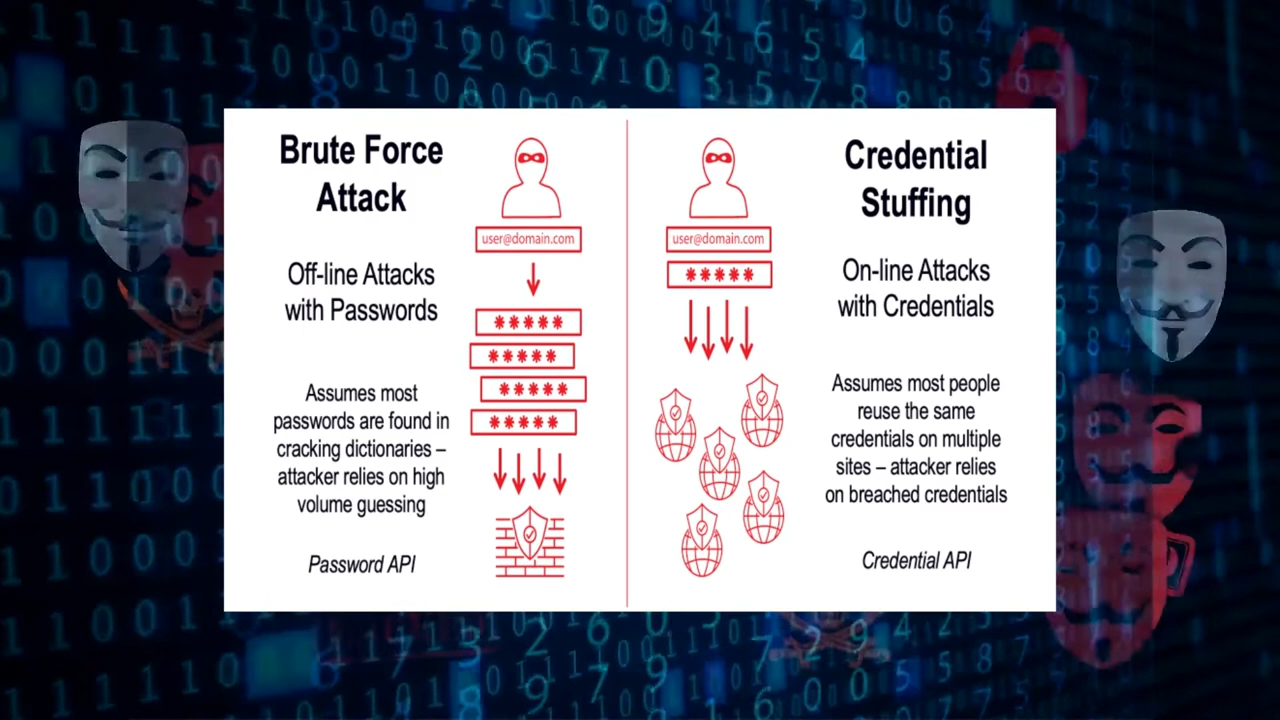 Brute Force
Attack
Off-line Attacks
with Passwords
Assumes most
passwords are found in
cracking dictionaries –
attacker relies on high
volume guessing
Password API
user@domain.com
*****
*****
*****
*****
user@domain.com
*****
Credential
Stuffing
On-line Attacks
with Credentials
Assumes most people
reuse the same
credentials on multiple
sites – attacker relies
on breached credentials
Credential API